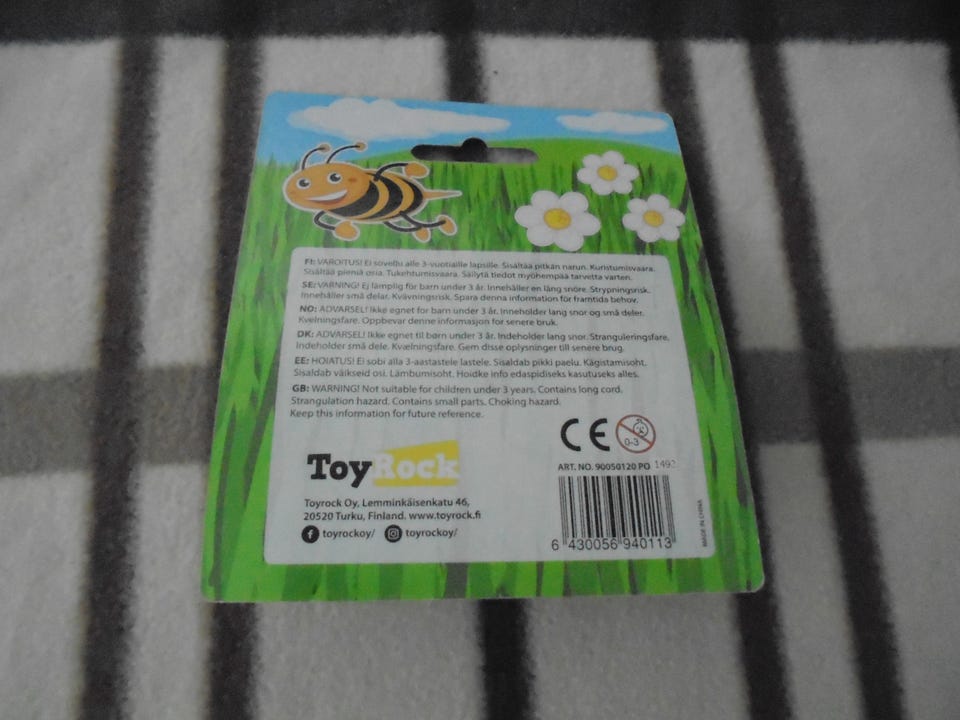 FI: VAROITUS! Ei sovellu alle 3-vuotiaille lapsille. Sisältää pitkän narun. Kuristumisvaara.
Sisältää pieniä osia. Tukehtumisvaara. Säilytä tiedot myöhempää tarvetta varten.
SE: VARNING! Ej lämplig för barn under 3 år. Innehåller en lång snöre. Strypningsrisk.
Innehåller små delar. Kvävningsrisk. Spara denna information för framtida behov.
NO: ADVARSEL! Ikke egnet for barn under 3 år. Inneholder lang snor og små deler.
Kvelningsfare. Oppbevar denne informasjon for senere bruk.
DK: ADVARSEL! Ikke egnet til børn under 3 år. Indeholder lang snor. Stranguleringsfare.
Indeholder små dele. Kvælningsfare. Gem disse oplysninger til senere brug.
EE: HOIATUS! Ei sobi alla 3-aastastele lastele. Sisaldab pikki paelu. Kägistamisoht.
Sisaldab väikseid osi. Lämbumisoht. Hoidke info edaspidiseks kasutuseks alles.
GB: WARNING! Not suitable for children under 3 years. Contains long cord.
Strangulation hazard. Contains small parts. Choking hazard.
Keep this information for future reference.
CE 0-3
ToyRock
ART. NO. 90050120 PO 1492
Toyrock Oy, Lemminkäisenkatu 46,
20520 Turku, Finland. www.toyrock.fi
toyrockoy/ toyrockoy/
6 430056 940113
MADE IN CHINA